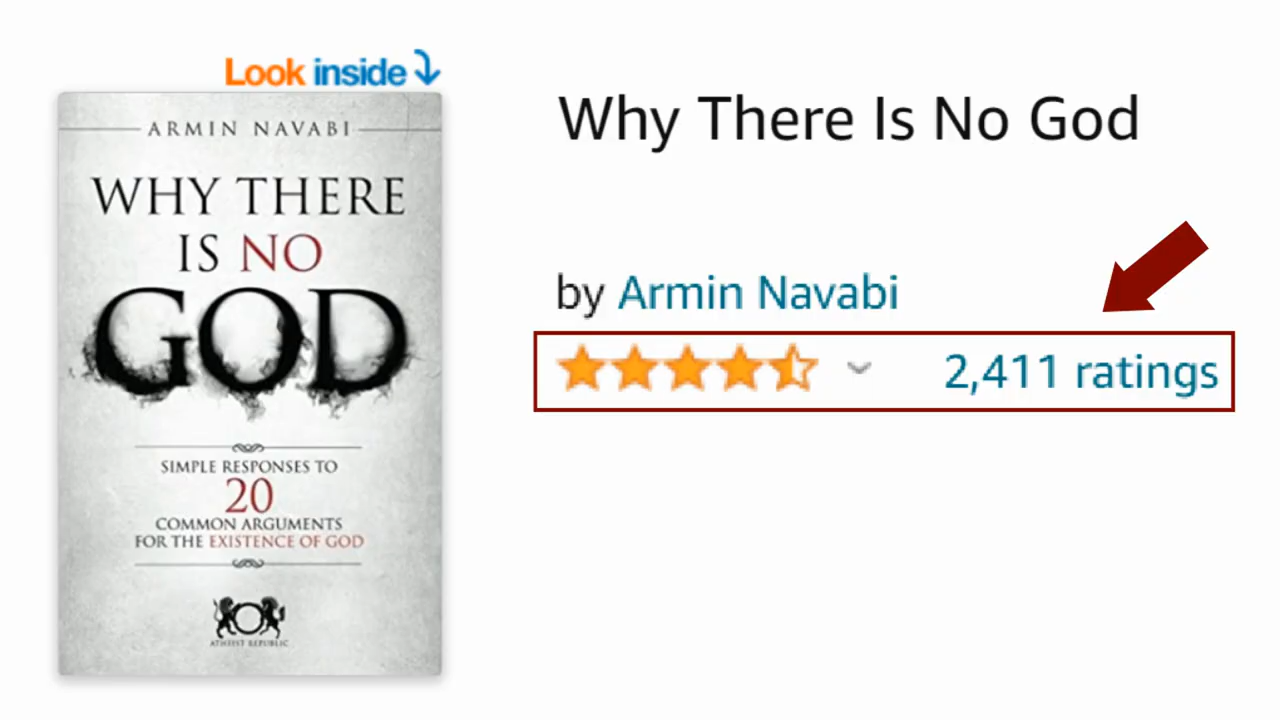 Look inside
ARMIN NAVABI
WHY THERE
IS NO
GOD
SIMPLE RESPONSES TO
20
COMMON ARGUMENTS
FOR THE EXISTENCE OF GOD
ATHEIST REPUBLIC
Why There Is No God
by Armin Navabi
2,411 ratings